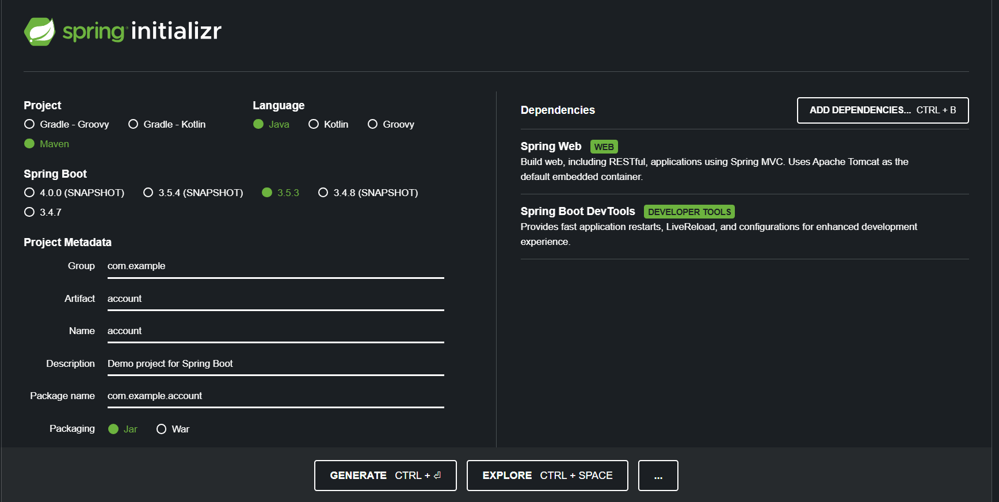 spring initializr
Project
Gradle - Groovy
Gradle - Kotlin
Maven
Language
Java
Kotlin
Groovy
Spring Boot
4.0.0 (SNAPSHOT)
3.5.4 (SNAPSHOT)
3.5.3
3.4.8 (SNAPSHOT)
3.4.7
Project Metadata
Group com.example
Artifact account
Name account
Description Demo project for Spring Boot
Package name com.example.account
Packaging Jar War
Dependencies
ADD DEPENDENCIES... CTRL + B
Spring Web WEB
Build web, including RESTful, applications using Spring MVC. Uses Apache Tomcat as the
default embedded container.
Spring Boot DevTools DEVELOPER TOOLS
Provides fast application restarts, LiveReload, and configurations for enhanced development
experience.
GENERATE CTRL + ⏎
EXPLORE CTRL + SPACE
...